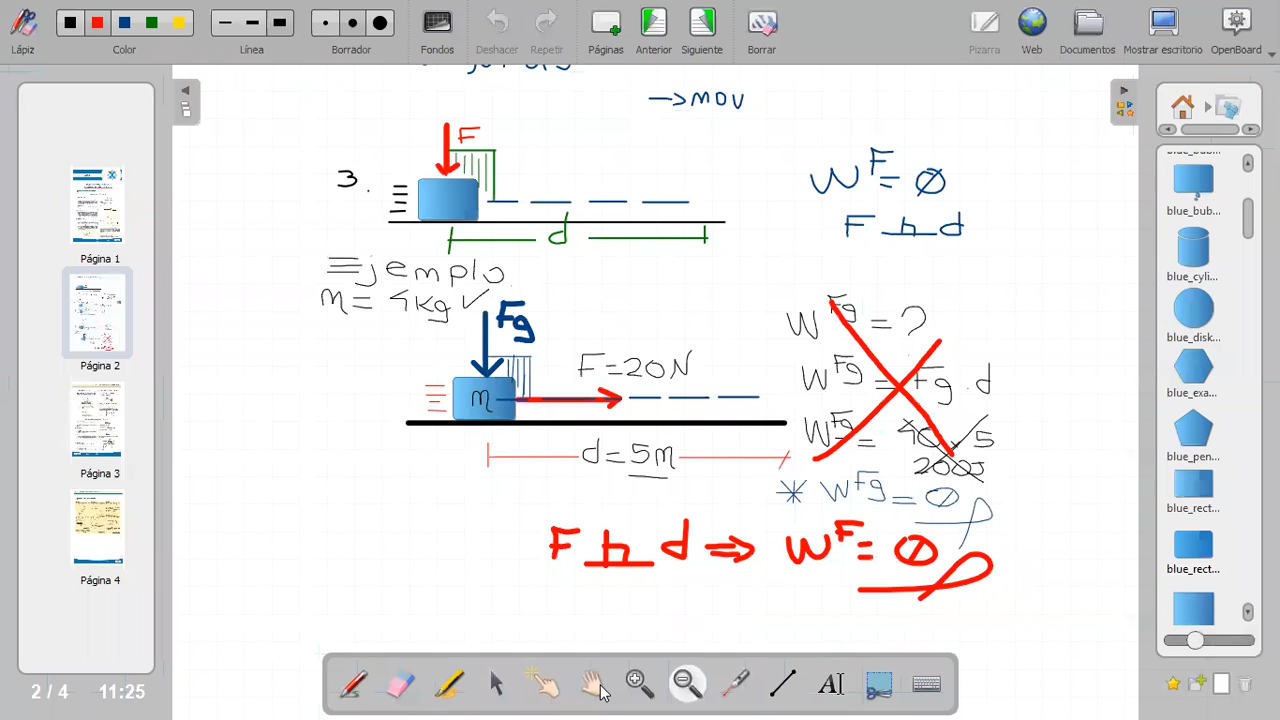 Lápiz
Color
Línea
Borrador
Fondos
Deshacer
Repetir
Páginas
Anterior
Siguiente
Borrar
Pizarra
Web
Documentos
Mostrar escritorio
OpenBoard
→ MOV
F
3.
d
W^F = ∅
F ⊥ d
Ejemplo
m = 4kg ✓
Fg
m
F=20N
d = 5m
W^Fg = ?
W^Fg = Fg . d
W^Fg = 40 . 5
200J
* W^Fg = ∅
F ⊥ d ⇒ W^F = ∅
Página 1
Página 2
Página 3
Página 4
2 / 4 11:25
blue_bub...
blue_cyli...
blue_disk...
blue_exa...
blue_pen...
blue_rect...
blue_rect...
AI